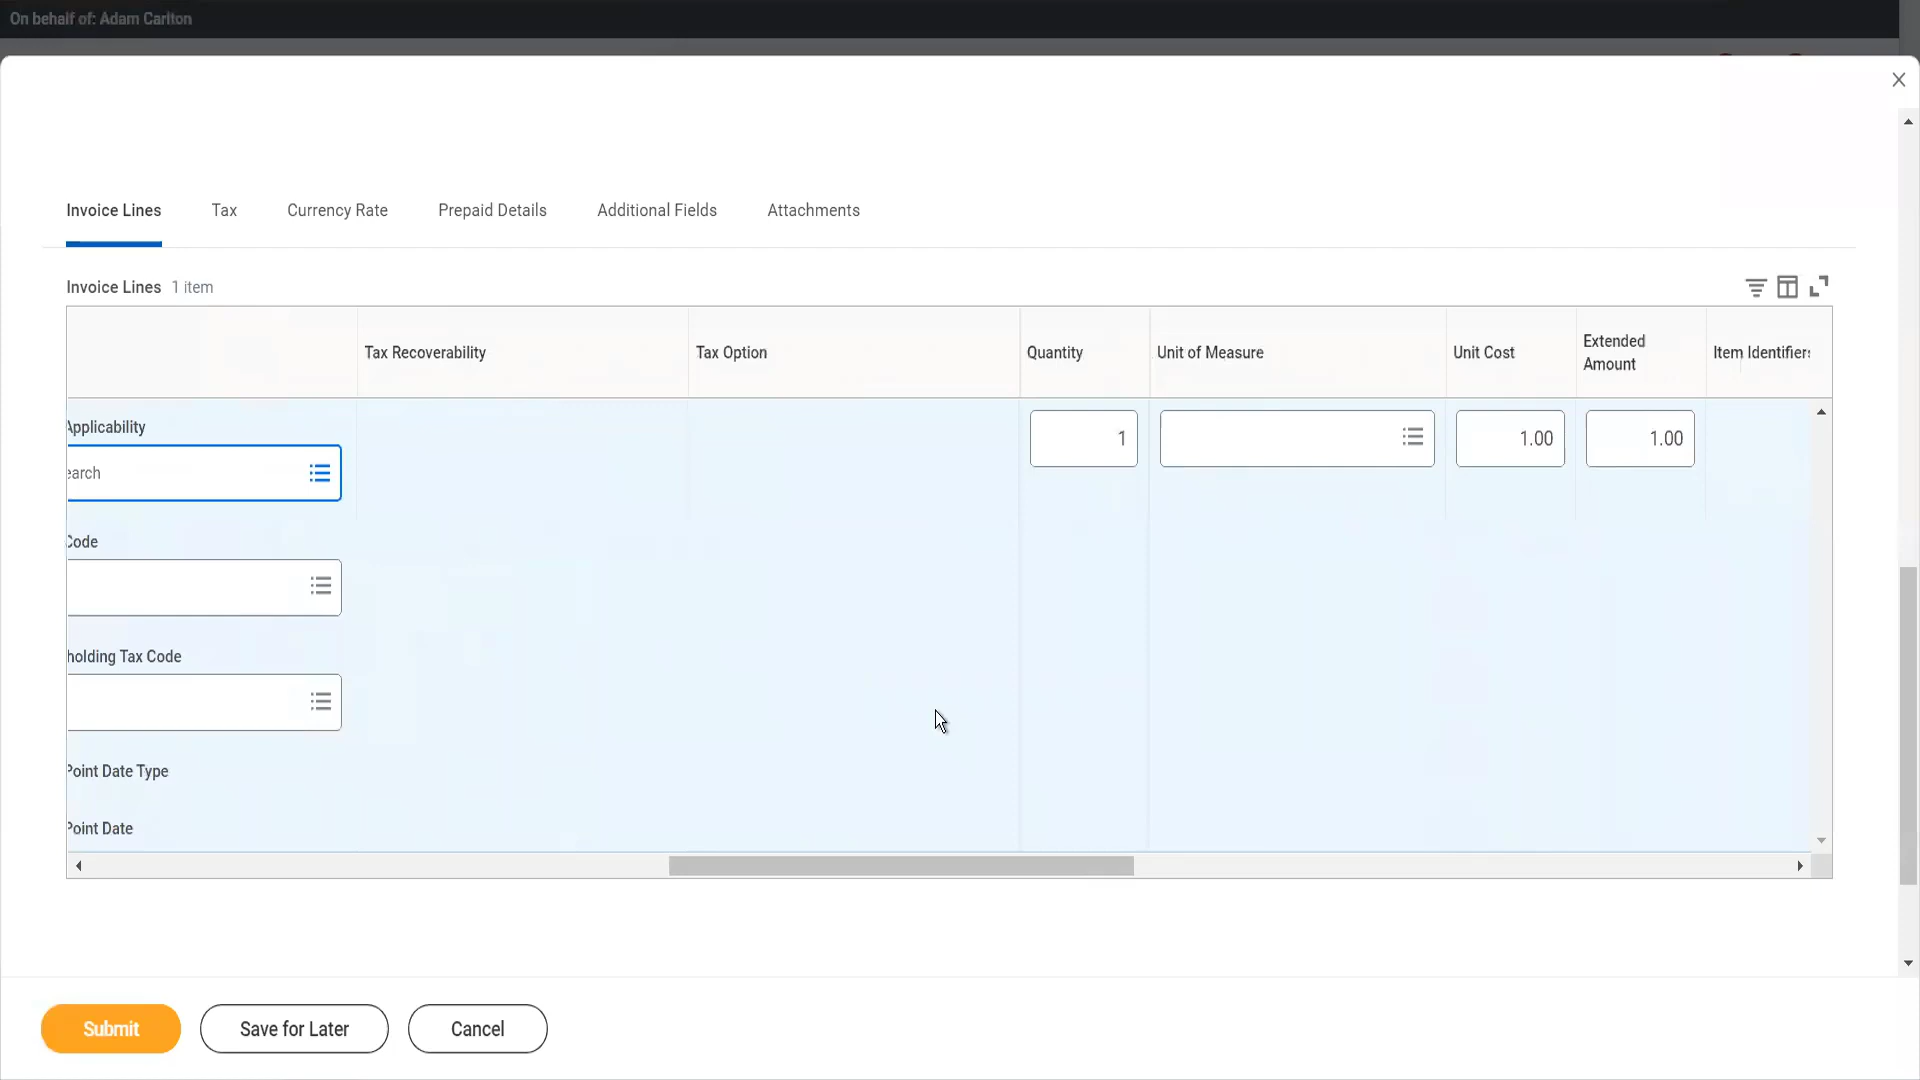 On behalf of: Adam Carlton
Invoice Lines Tax Currency Rate Prepaid Details Additional Fields Attachments
Invoice Lines 1 item
Tax Recoverability Tax Option Quantity Unit of Measure Unit Cost Extended Amount Item Identifiers
Applicability
1 1.00 1.00
earch
Code
holding Tax Code
Point Date Type
Point Date
Submit Save for Later Cancel